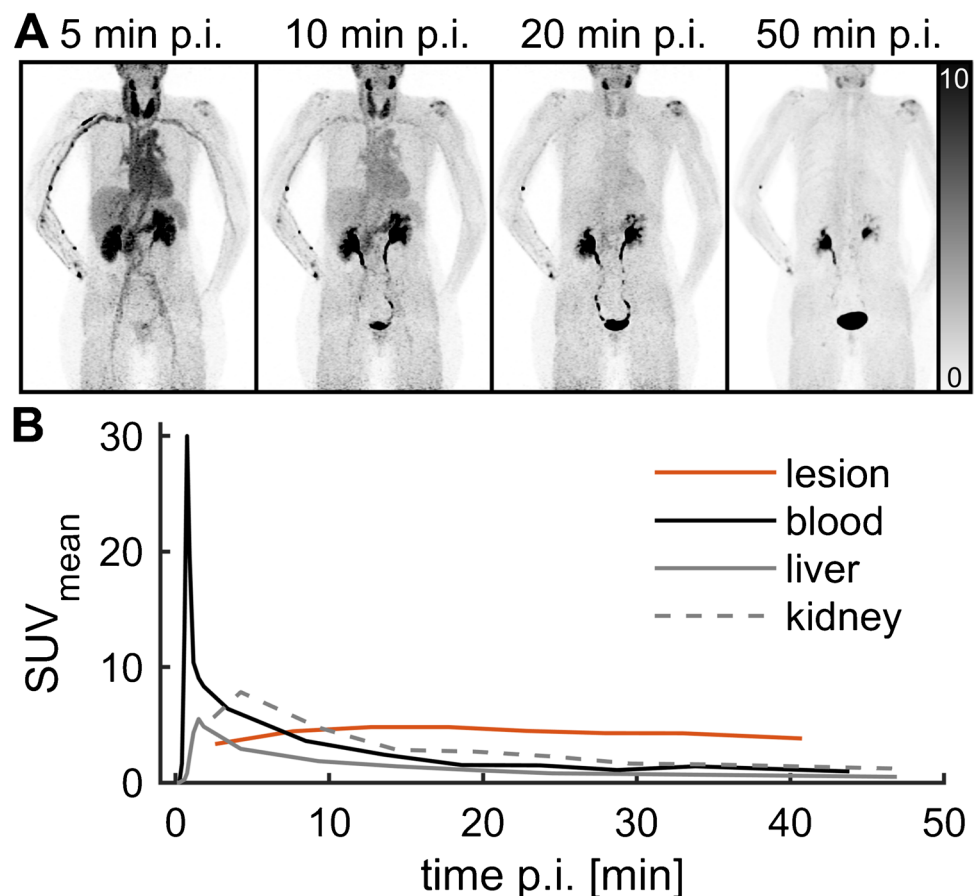 A 5 min p.i. 10 min p.i. 20 min p.i. 50 min p.i.
10
0
B
30
20
10
0
SUVmean
lesion
blood
liver
kidney
0 10 20 30 40 50
time p.i. [min]